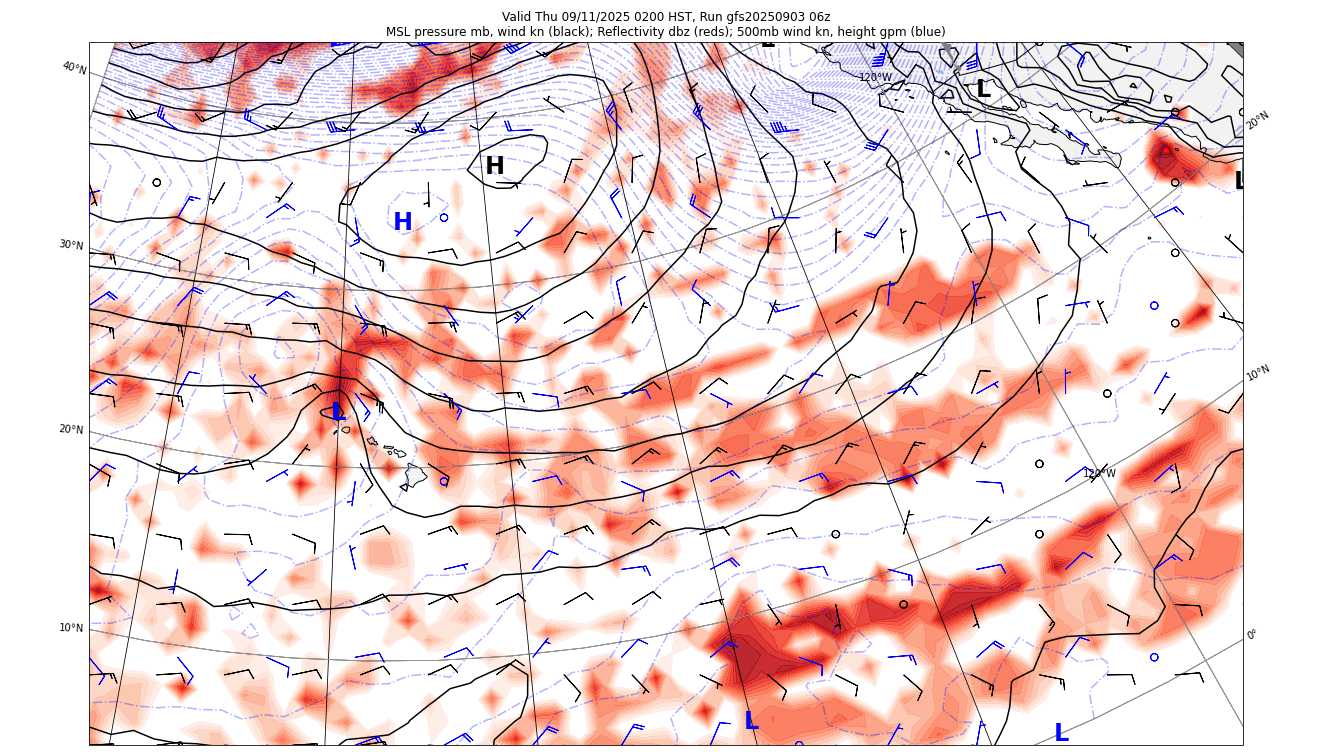 Valid Thu 09/11/2025 0200 HST, Run gfs20250903 06z
MSL pressure mb, wind kn (black); Reflectivity dbz (reds); 500mb wind kn, height gpm (blue)
L
40°N
120°W
L
20°N
H
L
H
30°N
10°N
L
20°N
120°W
10°N
0°
L
L